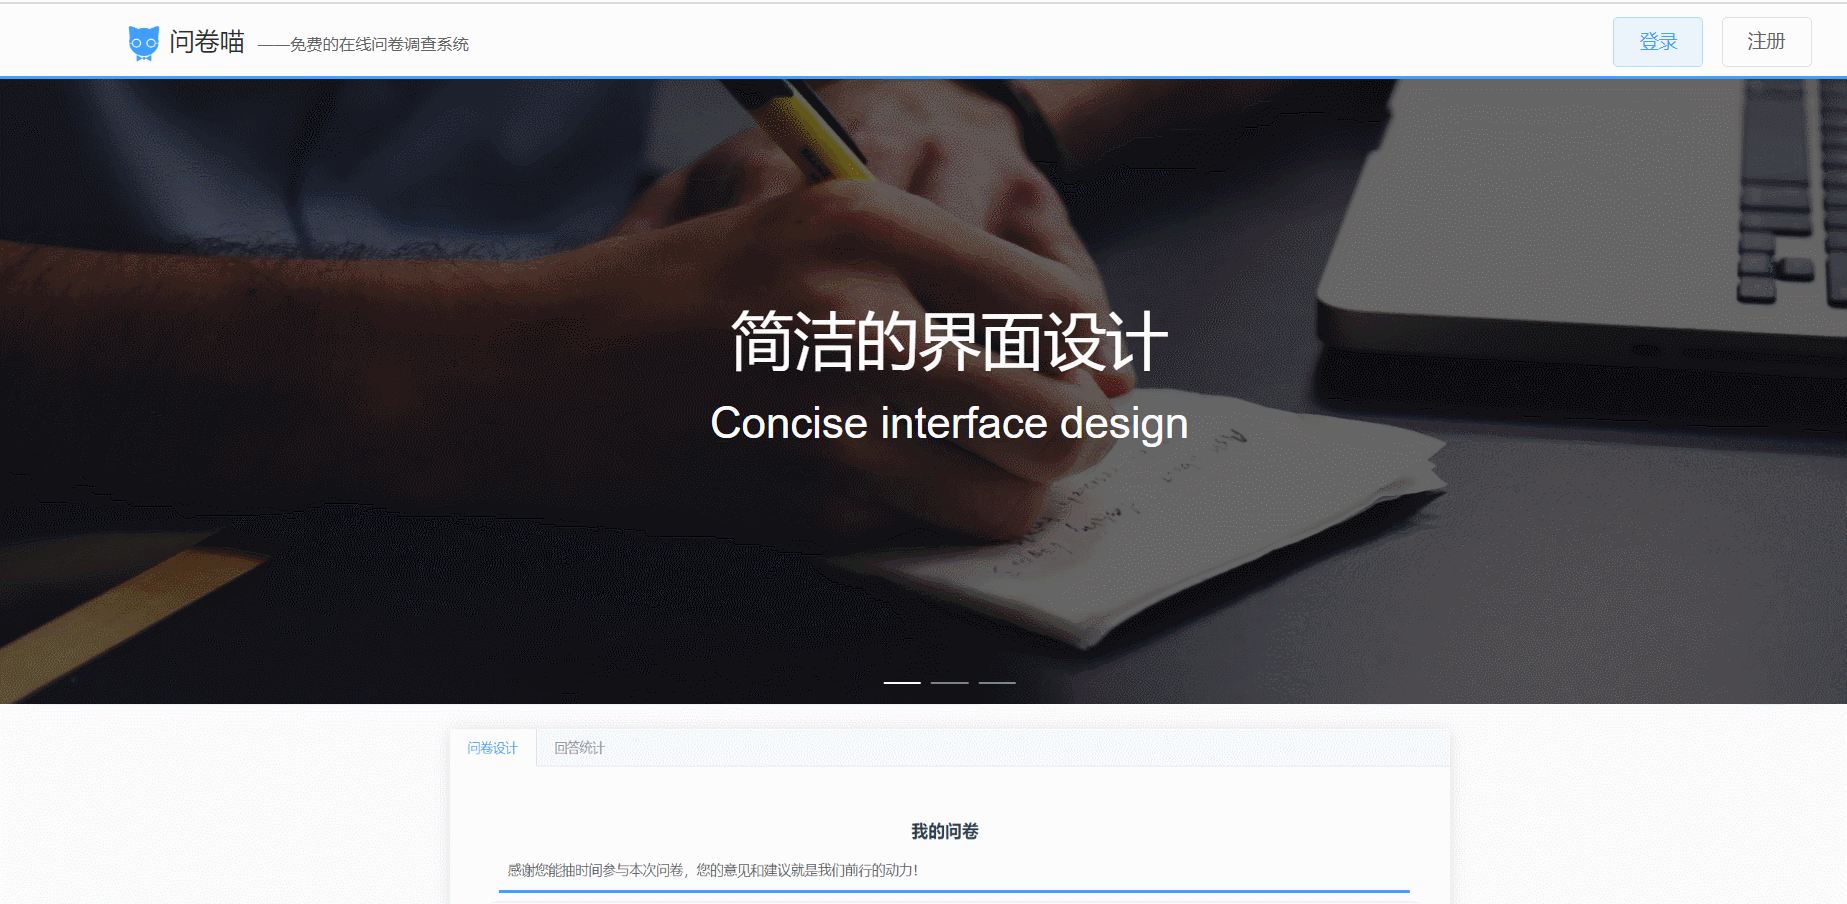 问卷喵 ——免费的在线问卷调查系统
登录 注册
简洁的界面设计
Concise interface design
问卷设计 回答统计
我的问卷
感谢您能抽时间参与本次问卷，您的意见和建议就是我们前行的动力！